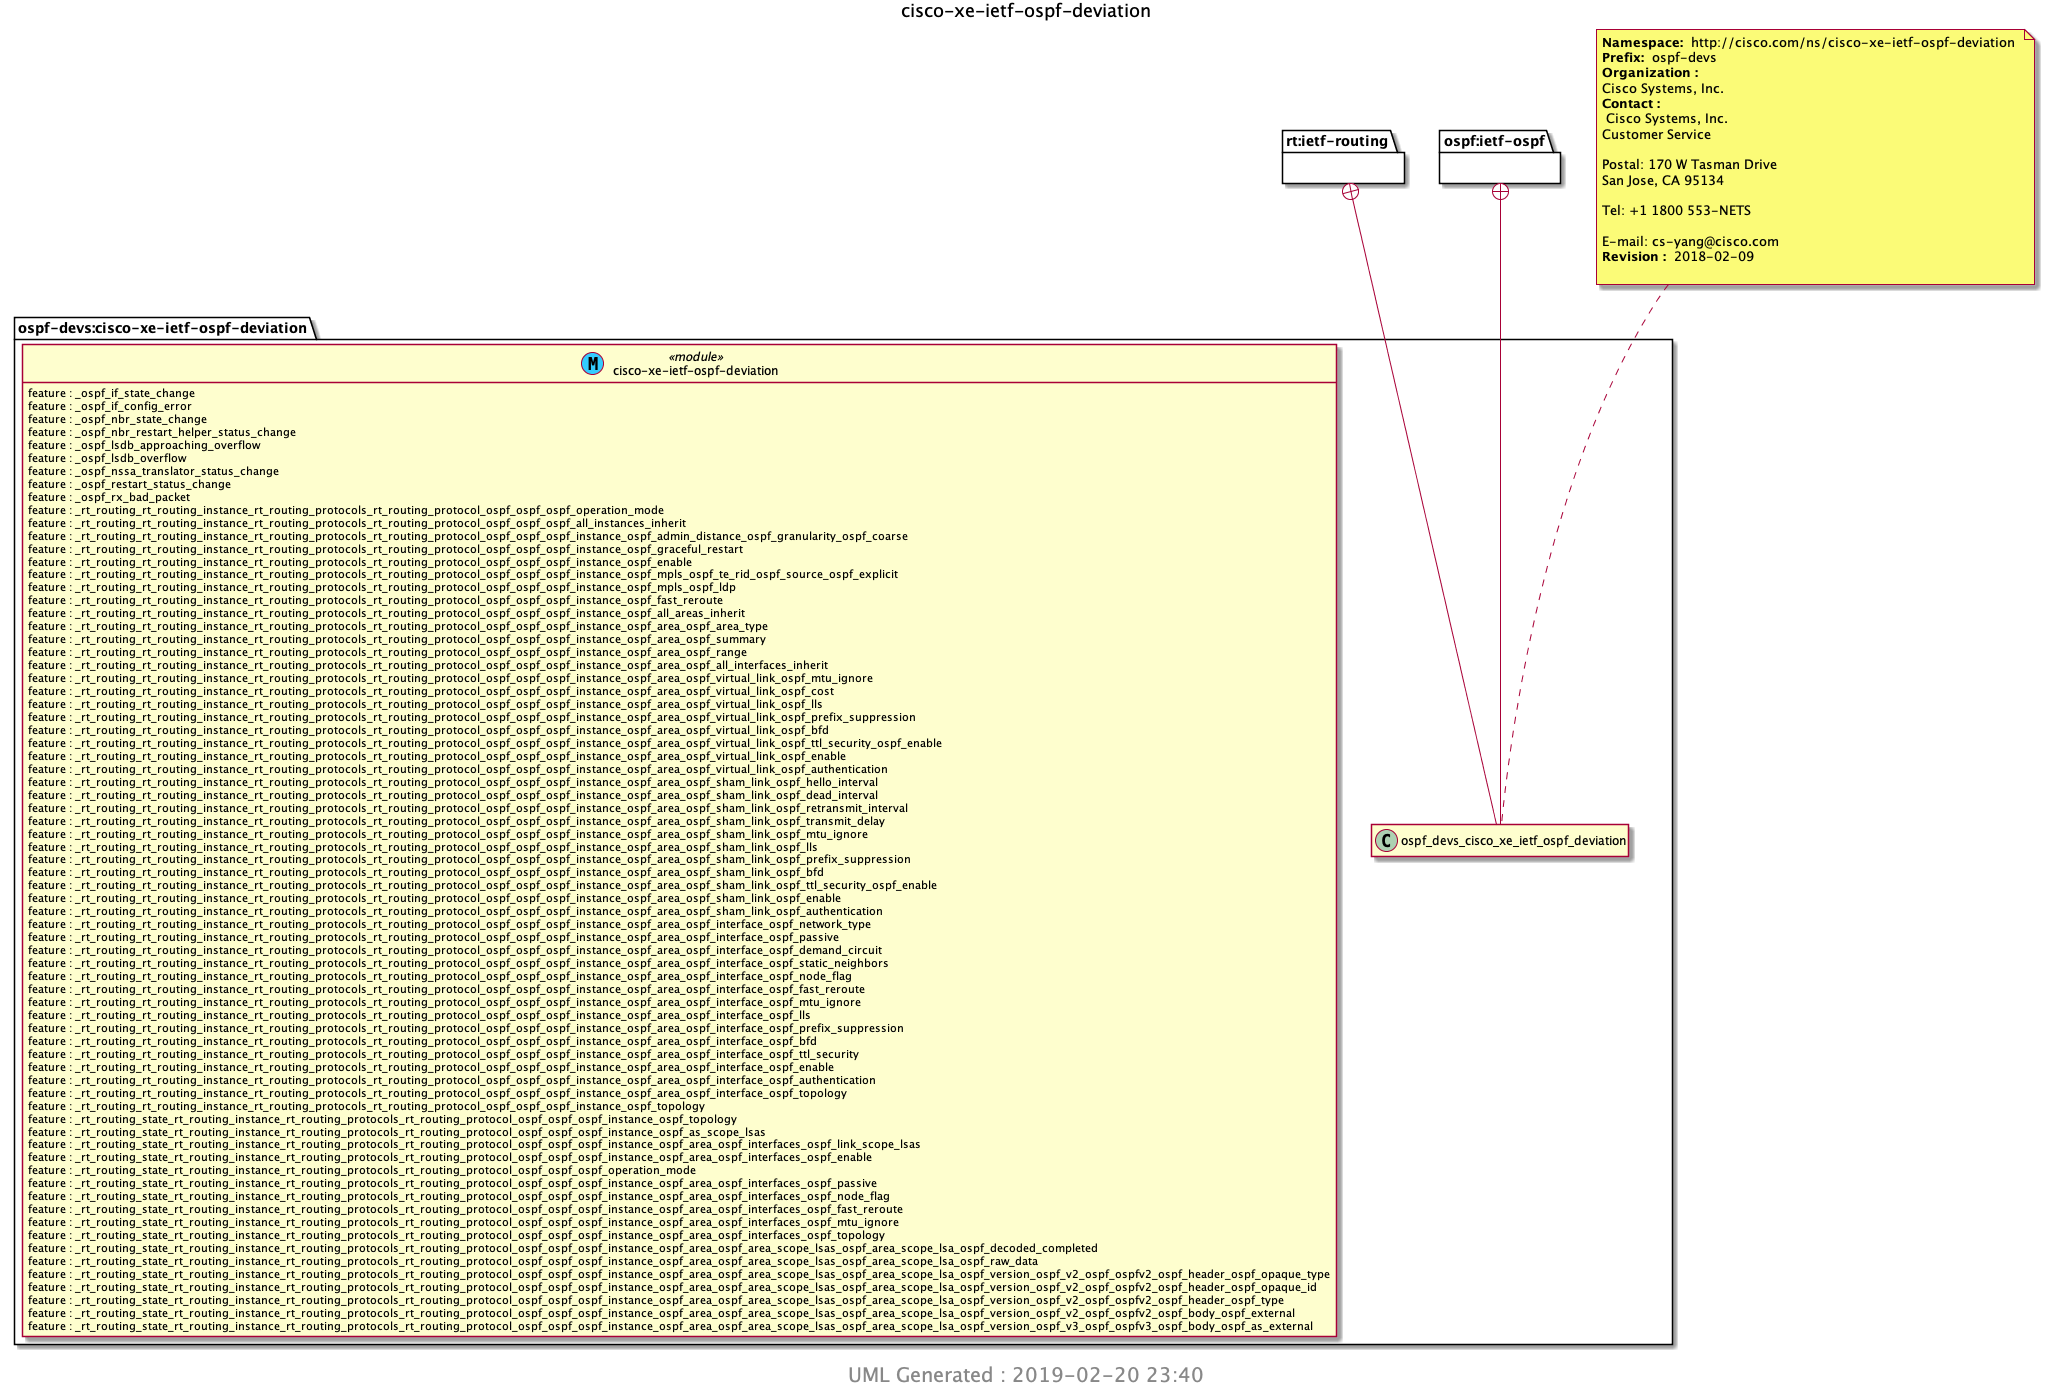 cisco-xe-ietf-ospf-deviation
Namespace: http://cisco.com/ns/cisco-xe-ietf-ospf-deviation
Prefix: ospf-devs
Organization :
Cisco Systems, Inc.
Contact :
Cisco Systems, Inc.
Customer Service
Postal: 170 W Tasman Drive
San Jose, CA 95134
Tel: +1 1800 553-NETS
E-mail: cs-yang@cisco.com
Revision : 2018-02-09
rt:ietf-routing
ospf:ietf-ospf
ospf-devs:cisco-xe-ietf-ospf-deviation
M
«module»
cisco-xe-ietf-ospf-deviation
feature : _ospf_if_state_change
feature : _ospf_if_config_error
feature : _ospf_nbr_state_change
feature : _ospf_nbr_restart_helper_status_change
feature : _ospf_lsdb_approaching_overflow
feature : _ospf_lsdb_overflow
feature : _ospf_nssa_translator_status_change
feature : _ospf_restart_status_change
feature : _ospf_rx_bad_packet
feature : _rt_routing_rt_routing_instance_rt_routing_protocols_rt_routing_protocol_ospf_ospf_ospf_operation_mode
feature : _rt_routing_rt_routing_instance_rt_routing_protocols_rt_routing_protocol_ospf_ospf_ospf_all_instances_inherit
feature : _rt_routing_rt_routing_instance_rt_routing_protocols_rt_routing_protocol_ospf_ospf_ospf_instance_ospf_admin_distance_ospf_granularity_ospf_coarse
feature : _rt_routing_rt_routing_instance_rt_routing_protocols_rt_routing_protocol_ospf_ospf_ospf_instance_ospf_graceful_restart
feature : _rt_routing_rt_routing_instance_rt_routing_protocols_rt_routing_protocol_ospf_ospf_ospf_instance_ospf_enable
feature : _rt_routing_rt_routing_instance_rt_routing_protocols_rt_routing_protocol_ospf_ospf_ospf_instance_ospf_mpls_ospf_te_rid_ospf_source_ospf_explicit
feature : _rt_routing_rt_routing_instance_rt_routing_protocols_rt_routing_protocol_ospf_ospf_ospf_instance_ospf_mpls_ospf_ldp
feature : _rt_routing_rt_routing_instance_rt_routing_protocols_rt_routing_protocol_ospf_ospf_ospf_instance_ospf_fast_reroute
feature : _rt_routing_rt_routing_instance_rt_routing_protocols_rt_routing_protocol_ospf_ospf_ospf_instance_ospf_all_areas_inherit
feature : _rt_routing_rt_routing_instance_rt_routing_protocols_rt_routing_protocol_ospf_ospf_ospf_instance_ospf_area_ospf_area_type
feature : _rt_routing_rt_routing_instance_rt_routing_protocols_rt_routing_protocol_ospf_ospf_ospf_instance_ospf_area_ospf_summary
feature : _rt_routing_rt_routing_instance_rt_routing_protocols_rt_routing_protocol_ospf_ospf_ospf_instance_ospf_area_ospf_range
feature : _rt_routing_rt_routing_instance_rt_routing_protocols_rt_routing_protocol_ospf_ospf_ospf_instance_ospf_area_ospf_all_interfaces_inherit
feature : _rt_routing_rt_routing_instance_rt_routing_protocols_rt_routing_protocol_ospf_ospf_ospf_instance_ospf_area_ospf_virtual_link_ospf_mtu_ignore
feature : _rt_routing_rt_routing_instance_rt_routing_protocols_rt_routing_protocol_ospf_ospf_ospf_instance_ospf_area_ospf_virtual_link_ospf_cost
feature : _rt_routing_rt_routing_instance_rt_routing_protocols_rt_routing_protocol_ospf_ospf_ospf_instance_ospf_area_ospf_virtual_link_ospf_lls
feature : _rt_routing_rt_routing_instance_rt_routing_protocols_rt_routing_protocol_ospf_ospf_ospf_instance_ospf_area_ospf_virtual_link_ospf_prefix_suppression
feature : _rt_routing_rt_routing_instance_rt_routing_protocols_rt_routing_protocol_ospf_ospf_ospf_instance_ospf_area_ospf_virtual_link_ospf_bfd
feature : _rt_routing_rt_routing_instance_rt_routing_protocols_rt_routing_protocol_ospf_ospf_ospf_instance_ospf_area_ospf_virtual_link_ospf_ttl_security_ospf_enable
feature : _rt_routing_rt_routing_instance_rt_routing_protocols_rt_routing_protocol_ospf_ospf_ospf_instance_ospf_area_ospf_virtual_link_ospf_enable
feature : _rt_routing_rt_routing_instance_rt_routing_protocols_rt_routing_protocol_ospf_ospf_ospf_instance_ospf_area_ospf_virtual_link_ospf_authentication
feature : _rt_routing_rt_routing_instance_rt_routing_protocols_rt_routing_protocol_ospf_ospf_ospf_instance_ospf_area_ospf_sham_link_ospf_hello_interval
feature : _rt_routing_rt_routing_instance_rt_routing_protocols_rt_routing_protocol_ospf_ospf_ospf_instance_ospf_area_ospf_sham_link_ospf_dead_interval
feature : _rt_routing_rt_routing_instance_rt_routing_protocols_rt_routing_protocol_ospf_ospf_ospf_instance_ospf_area_ospf_sham_link_ospf_retransmit_interval
feature : _rt_routing_rt_routing_instance_rt_routing_protocols_rt_routing_protocol_ospf_ospf_ospf_instance_ospf_area_ospf_sham_link_ospf_transmit_delay
feature : _rt_routing_rt_routing_instance_rt_routing_protocols_rt_routing_protocol_ospf_ospf_ospf_instance_ospf_area_ospf_sham_link_ospf_mtu_ignore
feature : _rt_routing_rt_routing_instance_rt_routing_protocols_rt_routing_protocol_ospf_ospf_ospf_instance_ospf_area_ospf_sham_link_ospf_lls
feature : _rt_routing_rt_routing_instance_rt_routing_protocols_rt_routing_protocol_ospf_ospf_ospf_instance_ospf_area_ospf_sham_link_ospf_prefix_suppression
feature : _rt_routing_rt_routing_instance_rt_routing_protocols_rt_routing_protocol_ospf_ospf_ospf_instance_ospf_area_ospf_sham_link_ospf_bfd
feature : _rt_routing_rt_routing_instance_rt_routing_protocols_rt_routing_protocol_ospf_ospf_ospf_instance_ospf_area_ospf_sham_link_ospf_ttl_security_ospf_enable
feature : _rt_routing_rt_routing_instance_rt_routing_protocols_rt_routing_protocol_ospf_ospf_ospf_instance_ospf_area_ospf_sham_link_ospf_enable
feature : _rt_routing_rt_routing_instance_rt_routing_protocols_rt_routing_protocol_ospf_ospf_ospf_instance_ospf_area_ospf_sham_link_ospf_authentication
feature : _rt_routing_rt_routing_instance_rt_routing_protocols_rt_routing_protocol_ospf_ospf_ospf_instance_ospf_area_ospf_interface_ospf_network_type
feature : _rt_routing_rt_routing_instance_rt_routing_protocols_rt_routing_protocol_ospf_ospf_ospf_instance_ospf_area_ospf_interface_ospf_passive
feature : _rt_routing_rt_routing_instance_rt_routing_protocols_rt_routing_protocol_ospf_ospf_ospf_instance_ospf_area_ospf_interface_ospf_demand_circuit
feature : _rt_routing_rt_routing_instance_rt_routing_protocols_rt_routing_protocol_ospf_ospf_ospf_instance_ospf_area_ospf_interface_ospf_static_neighbors
feature : _rt_routing_rt_routing_instance_rt_routing_protocols_rt_routing_protocol_ospf_ospf_ospf_instance_ospf_area_ospf_interface_ospf_node_flag
feature : _rt_routing_rt_routing_instance_rt_routing_protocols_rt_routing_protocol_ospf_ospf_ospf_instance_ospf_area_ospf_interface_ospf_fast_reroute
feature : _rt_routing_rt_routing_instance_rt_routing_protocols_rt_routing_protocol_ospf_ospf_ospf_instance_ospf_area_ospf_interface_ospf_mtu_ignore
feature : _rt_routing_rt_routing_instance_rt_routing_protocols_rt_routing_protocol_ospf_ospf_ospf_instance_ospf_area_ospf_interface_ospf_lls
feature : _rt_routing_rt_routing_instance_rt_routing_protocols_rt_routing_protocol_ospf_ospf_ospf_instance_ospf_area_ospf_interface_ospf_prefix_suppression
feature : _rt_routing_rt_routing_instance_rt_routing_protocols_rt_routing_protocol_ospf_ospf_ospf_instance_ospf_area_ospf_interface_ospf_bfd
feature : _rt_routing_rt_routing_instance_rt_routing_protocols_rt_routing_protocol_ospf_ospf_ospf_instance_ospf_area_ospf_interface_ospf_ttl_security
feature : _rt_routing_rt_routing_instance_rt_routing_protocols_rt_routing_protocol_ospf_ospf_ospf_instance_ospf_area_ospf_interface_ospf_enable
feature : _rt_routing_rt_routing_instance_rt_routing_protocols_rt_routing_protocol_ospf_ospf_ospf_instance_ospf_area_ospf_interface_ospf_authentication
feature : _rt_routing_rt_routing_instance_rt_routing_protocols_rt_routing_protocol_ospf_ospf_ospf_instance_ospf_area_ospf_interface_ospf_topology
feature : _rt_routing_rt_routing_instance_rt_routing_protocols_rt_routing_protocol_ospf_ospf_ospf_instance_ospf_topology
feature : _rt_routing_state_rt_routing_instance_rt_routing_protocols_rt_routing_protocol_ospf_ospf_ospf_instance_ospf_topology
feature : _rt_routing_state_rt_routing_instance_rt_routing_protocols_rt_routing_protocol_ospf_ospf_ospf_instance_ospf_as_scope_lsas
feature : _rt_routing_state_rt_routing_instance_rt_routing_protocols_rt_routing_protocol_ospf_ospf_ospf_instance_ospf_area_ospf_interfaces_ospf_link_scope_lsas
feature : _rt_routing_state_rt_routing_instance_rt_routing_protocols_rt_routing_protocol_ospf_ospf_ospf_instance_ospf_area_ospf_interfaces_ospf_enable
feature : _rt_routing_state_rt_routing_instance_rt_routing_protocols_rt_routing_protocol_ospf_ospf_ospf_operation_mode
feature : _rt_routing_state_rt_routing_instance_rt_routing_protocols_rt_routing_protocol_ospf_ospf_ospf_instance_ospf_area_ospf_interfaces_ospf_passive
feature : _rt_routing_state_rt_routing_instance_rt_routing_protocols_rt_routing_protocol_ospf_ospf_ospf_instance_ospf_area_ospf_interfaces_ospf_node_flag
feature : _rt_routing_state_rt_routing_instance_rt_routing_protocols_rt_routing_protocol_ospf_ospf_ospf_instance_ospf_area_ospf_interfaces_ospf_fast_reroute
feature : _rt_routing_state_rt_routing_instance_rt_routing_protocols_rt_routing_protocol_ospf_ospf_ospf_instance_ospf_area_ospf_interfaces_ospf_mtu_ignore
feature : _rt_routing_state_rt_routing_instance_rt_routing_protocols_rt_routing_protocol_ospf_ospf_ospf_instance_ospf_area_ospf_interfaces_ospf_topology
feature : _rt_routing_state_rt_routing_instance_rt_routing_protocols_rt_routing_protocol_ospf_ospf_ospf_instance_ospf_area_ospf_area_scope_lsas_ospf_area_scope_lsa_ospf_decoded_completed
feature : _rt_routing_state_rt_routing_instance_rt_routing_protocols_rt_routing_protocol_ospf_ospf_ospf_instance_ospf_area_ospf_area_scope_lsas_ospf_area_scope_lsa_ospf_raw_data
feature : _rt_routing_state_rt_routing_instance_rt_routing_protocols_rt_routing_protocol_ospf_ospf_ospf_instance_ospf_area_ospf_area_scope_lsas_ospf_area_scope_lsa_ospf_version_ospf_v2_ospf_ospfv2_ospf_header_ospf_opaque_type
feature : _rt_routing_state_rt_routing_instance_rt_routing_protocols_rt_routing_protocol_ospf_ospf_ospf_instance_ospf_area_ospf_area_scope_lsas_ospf_area_scope_lsa_ospf_version_ospf_v2_ospf_ospfv2_ospf_header_ospf_opaque_id
feature : _rt_routing_state_rt_routing_instance_rt_routing_protocols_rt_routing_protocol_ospf_ospf_ospf_instance_ospf_area_ospf_area_scope_lsas_ospf_area_scope_lsa_ospf_version_ospf_v2_ospf_ospfv2_ospf_header_ospf_type
feature : _rt_routing_state_rt_routing_instance_rt_routing_protocols_rt_routing_protocol_ospf_ospf_ospf_instance_ospf_area_ospf_area_scope_lsas_ospf_area_scope_lsa_ospf_version_ospf_v2_ospf_ospfv2_ospf_body_ospf_external
feature : _rt_routing_state_rt_routing_instance_rt_routing_protocols_rt_routing_protocol_ospf_ospf_ospf_instance_ospf_area_ospf_area_scope_lsas_ospf_area_scope_lsa_ospf_version_ospf_v3_ospf_ospfv3_ospf_body_ospf_as_external
C ospf_devs_cisco_xe_ietf_ospf_deviation
UML Generated : 2019-02-20 23:40